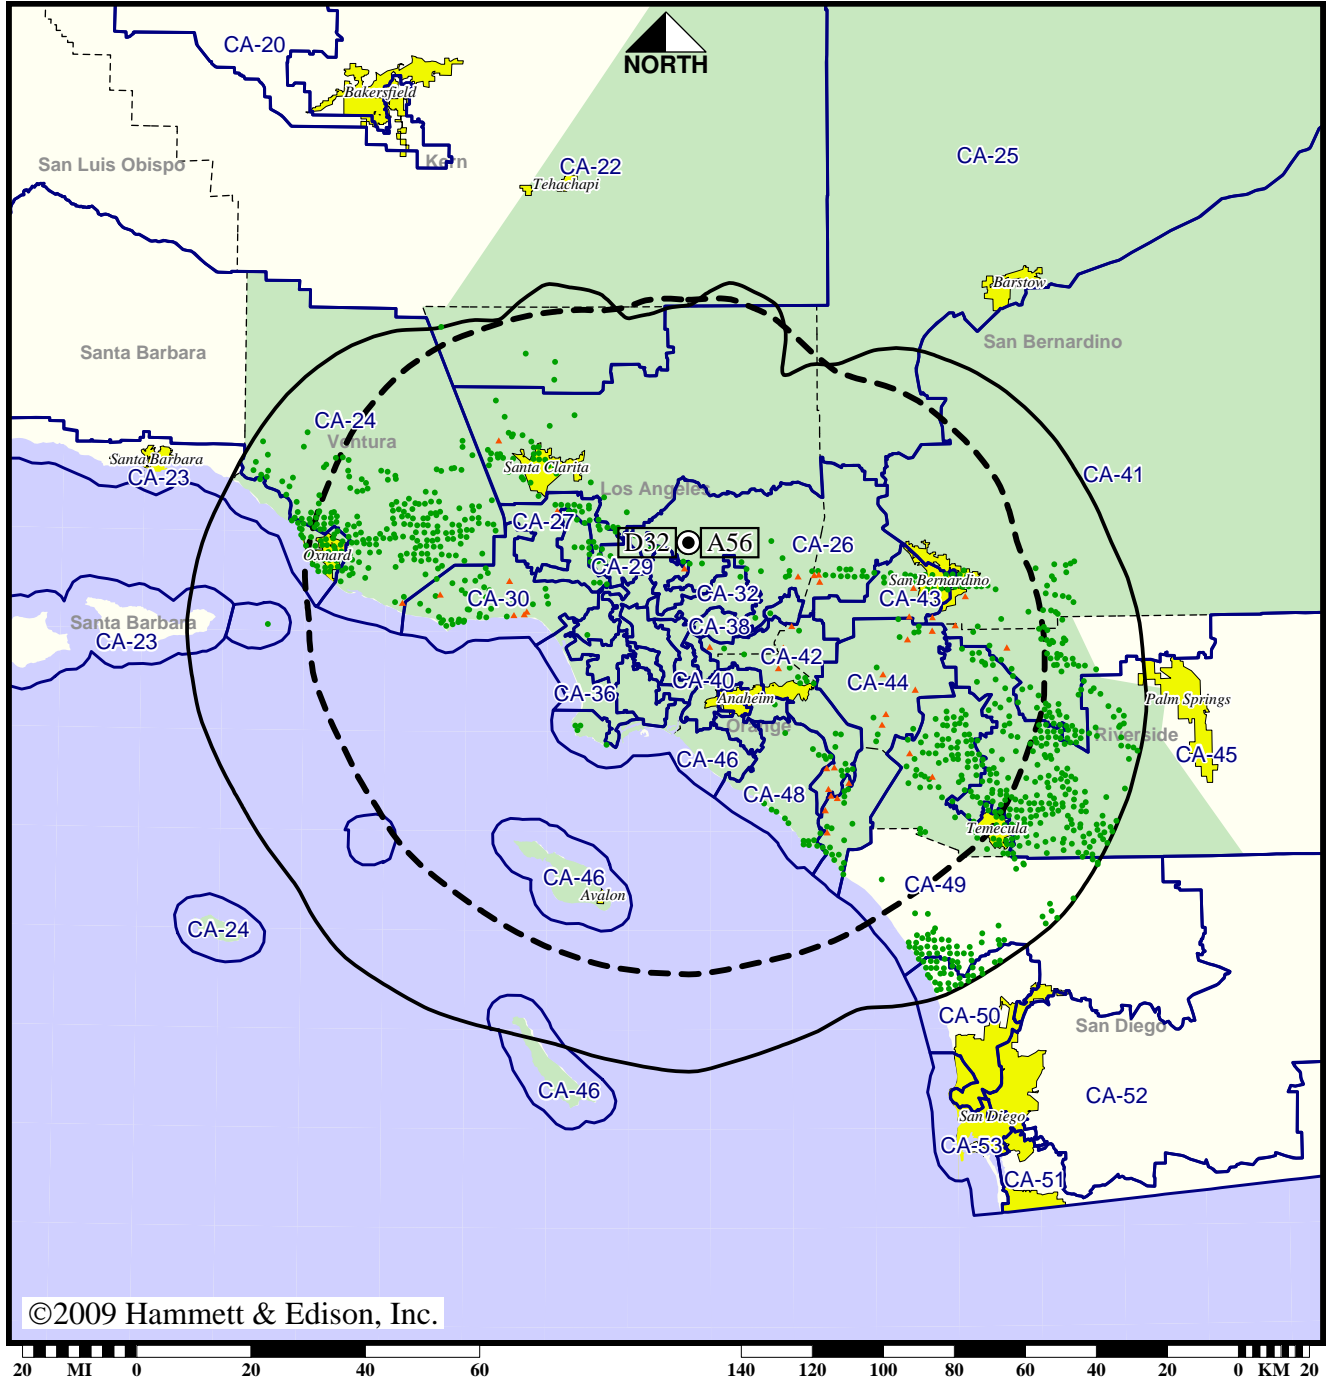 CA-20
NORTH
Bakersfield
San Luis Obispo
Kern
CA-22
Tehachapi
CA-25
Barstow
San Bernardino
Santa Barbara
CA-24
Ventura
Santa Barbara
CA-23
Santa Clarita
Los Angeles
CA-41
CA-27
D32
A56
CA-26
Oxnard
CA-29
San Bernardino
CA-43
CA-30
CA-32
Santa Barbara
CA-23
CA-38
CA-42
CA-40
CA-44
CA-36
Anaheim
Palm Springs
Orange
Riverside
CA-45
CA-46
CA-48
Temecula
CA-46
Avalon
CA-49
CA-24
CA-50
San Diego
CA-46
CA-52
San Diego
CA-53
CA-51
©2009 Hammett & Edison, Inc.
20 MI 0 20 40 60 140 120 100 80 60 40 20 0 KM 20